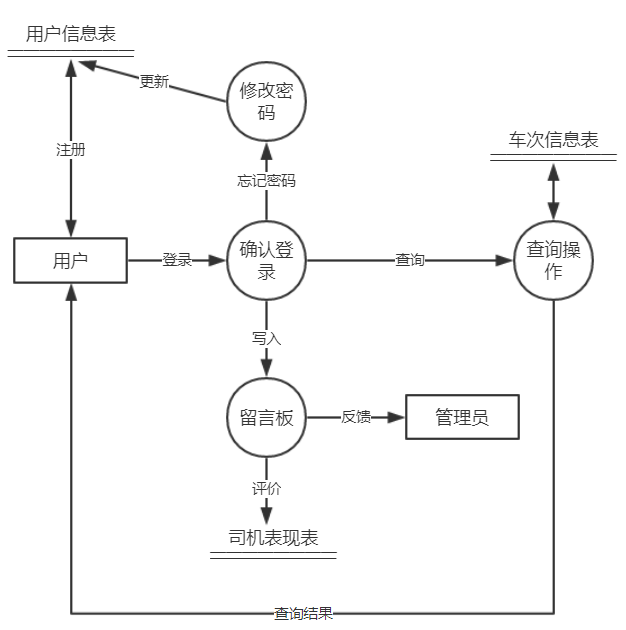 用户信息表
更新
修改密
码
注册
忘记密码
车次信息表
用户
登录
确认登
录
查询
查询操
作
写入
留言板
反馈
管理员
评价
司机表现表
查询结果